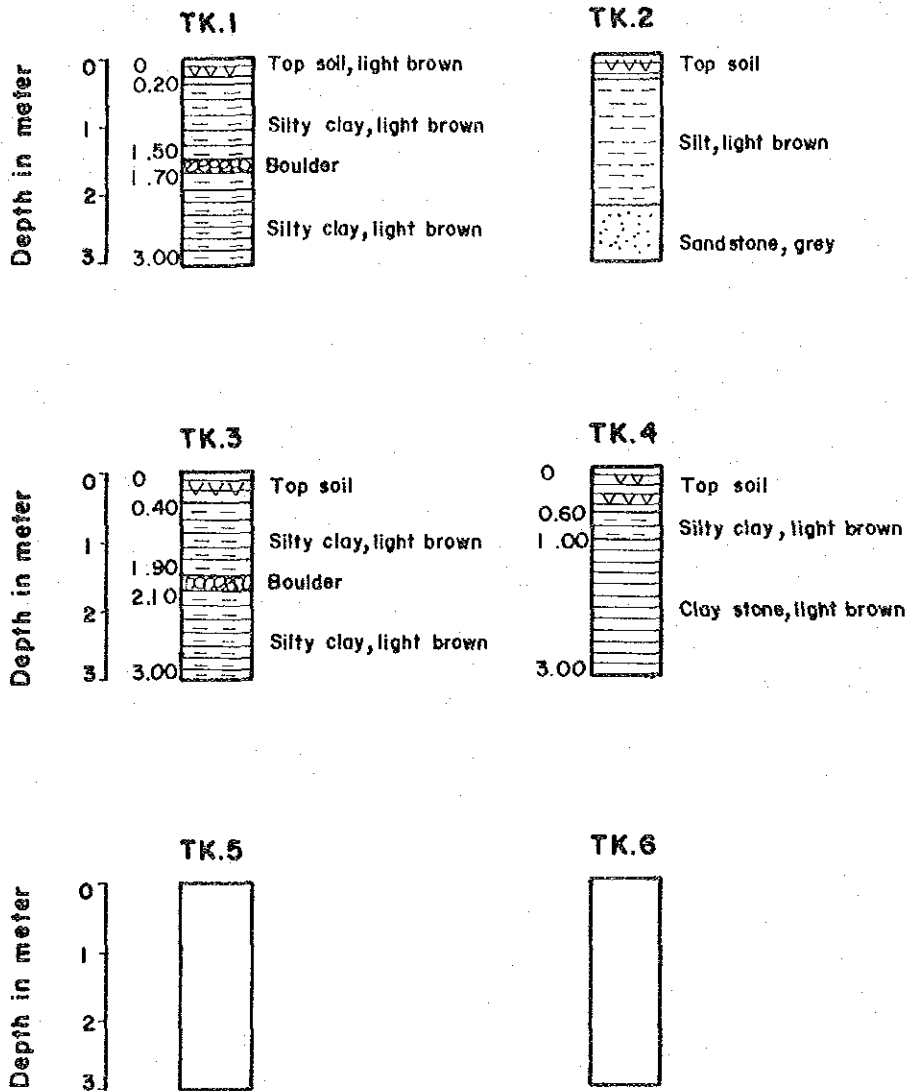 TK.1
Depth in meter
0
1
2
3
0
0.20
1.50
1.70
3.00
Top soil, light brown
Silty clay, light brown
Boulder
Silty clay, light brown
TK.2
Top soil
Silt, light brown
Sandstone, grey
TK.3
Depth in meter
0
1
2
3
0
0.40
1.90
2.10
3.00
Top soil
Silty clay, light brown
Boulder
Silty clay, light brown
TK.4
0
0.60
1.00
3.00
Top soil
Silty clay, light brown
Clay stone, light brown
TK.5
Depth in meter
0
1
2
3
TK.6